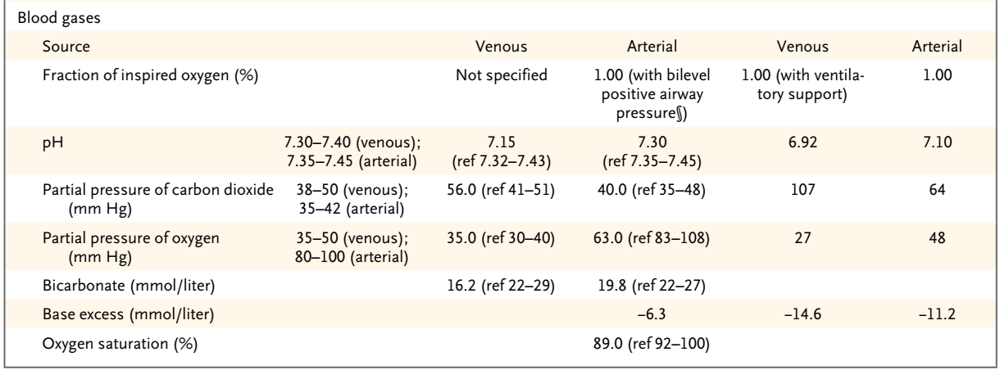 Blood gases
Source Venous Arterial Venous Arterial
Fraction of inspired oxygen (%) Not specified 1.00 (with bilevel 1.00 (with ventila- 1.00
positive airway tory support)
pressure§)
pH 7.30–7.40 (venous); 7.15 7.30 6.92 7.10
7.35–7.45 (arterial) (ref 7.32–7.43) (ref 7.35–7.45)
Partial pressure of carbon dioxide 38–50 (venous); 56.0 (ref 41–51) 40.0 (ref 35–48) 107 64
(mm Hg) 35–42 (arterial)
Partial pressure of oxygen 35–50 (venous); 35.0 (ref 30–40) 63.0 (ref 83–108) 27 48
(mm Hg) 80–100 (arterial)
Bicarbonate (mmol/liter) 16.2 (ref 22–29) 19.8 (ref 22–27)
Base excess (mmol/liter) –6.3 –14.6 –11.2
Oxygen saturation (%) 89.0 (ref 92–100)